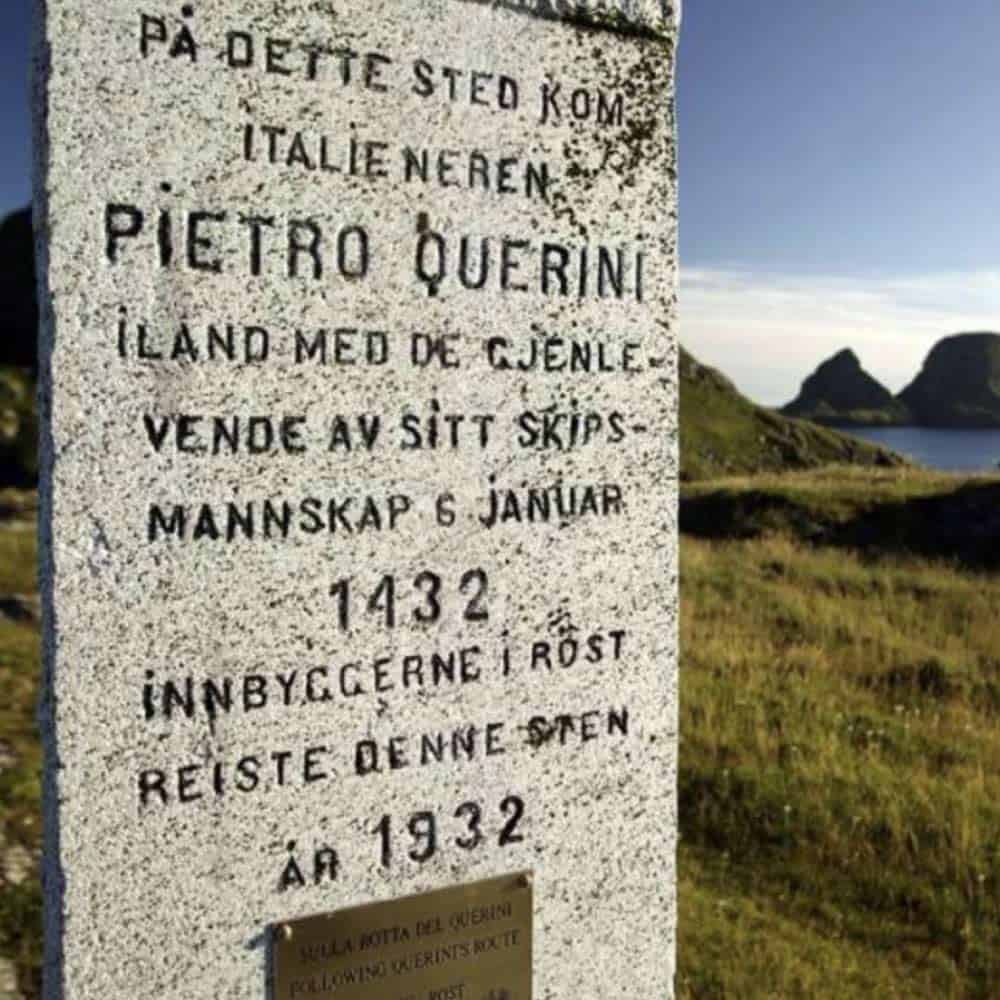 PÅ DETTE STED KOM
ITALIENEREN
PIETRO QUERINI
ILAND MED DE GJENLE-
VENDE AV SITT SKIPS-
MANNSKAP 6 JANUAR
1432
INNBYGGERNE I RÖST
REISTE DENNE STEN
ÅR 1932
SULLA ROTTA DEL QUERINI
FOLLOWING QUERINI'S ROUTE
RØST